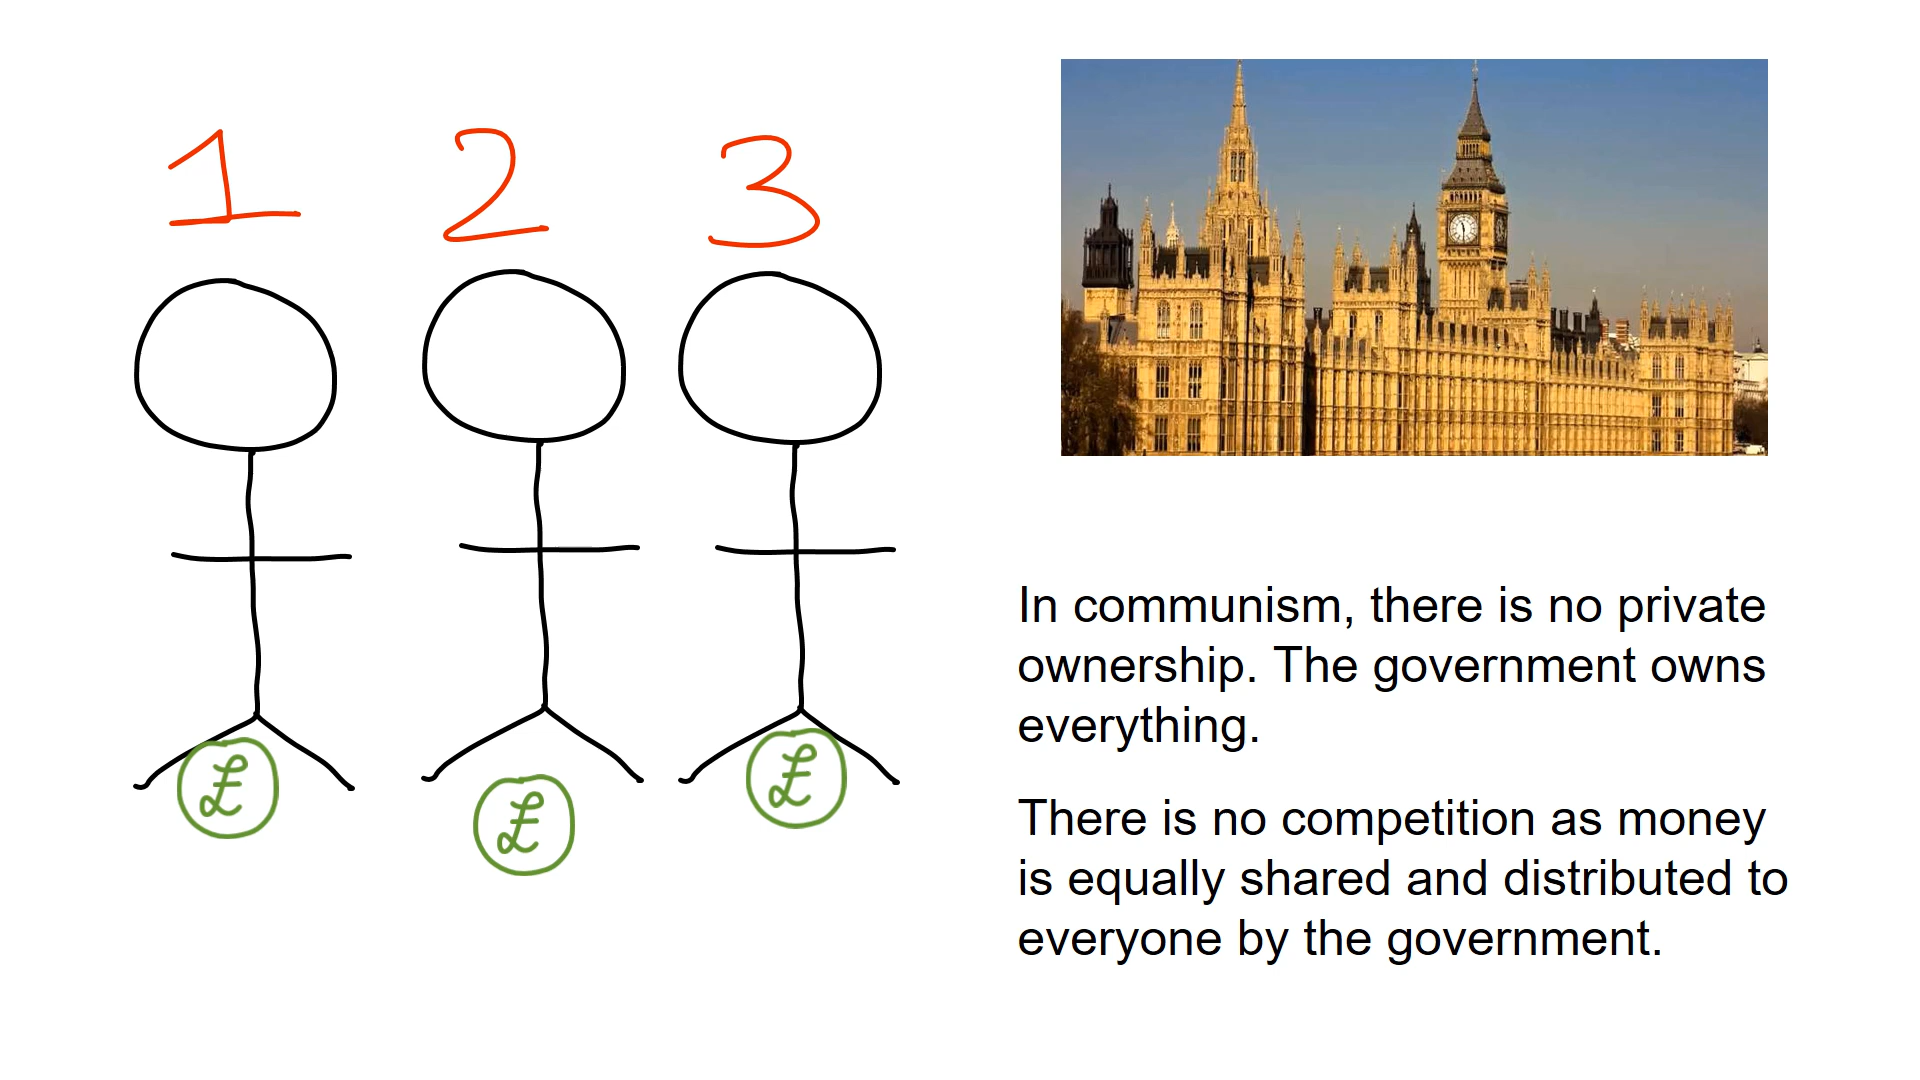 1 2 3
£ £ £
In communism, there is no private
ownership. The government owns
everything.
There is no competition as money
is equally shared and distributed to
everyone by the government.